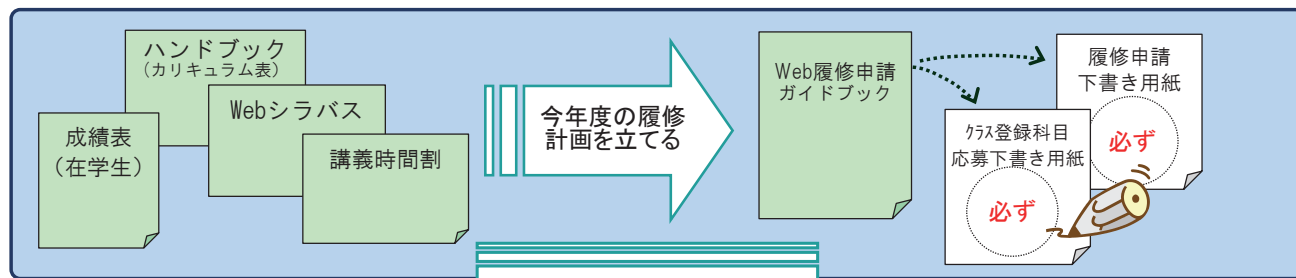 ハンドブック
（カリキュラム表）
Webシラバス
成績表
（在学生）
講義時間割
今年度の履修
計画を立てる
Web履修申請
ガイドブック
履修申請
下書き用紙
必ず
ｸﾗｽ登録科目
応募下書き用紙
必ず